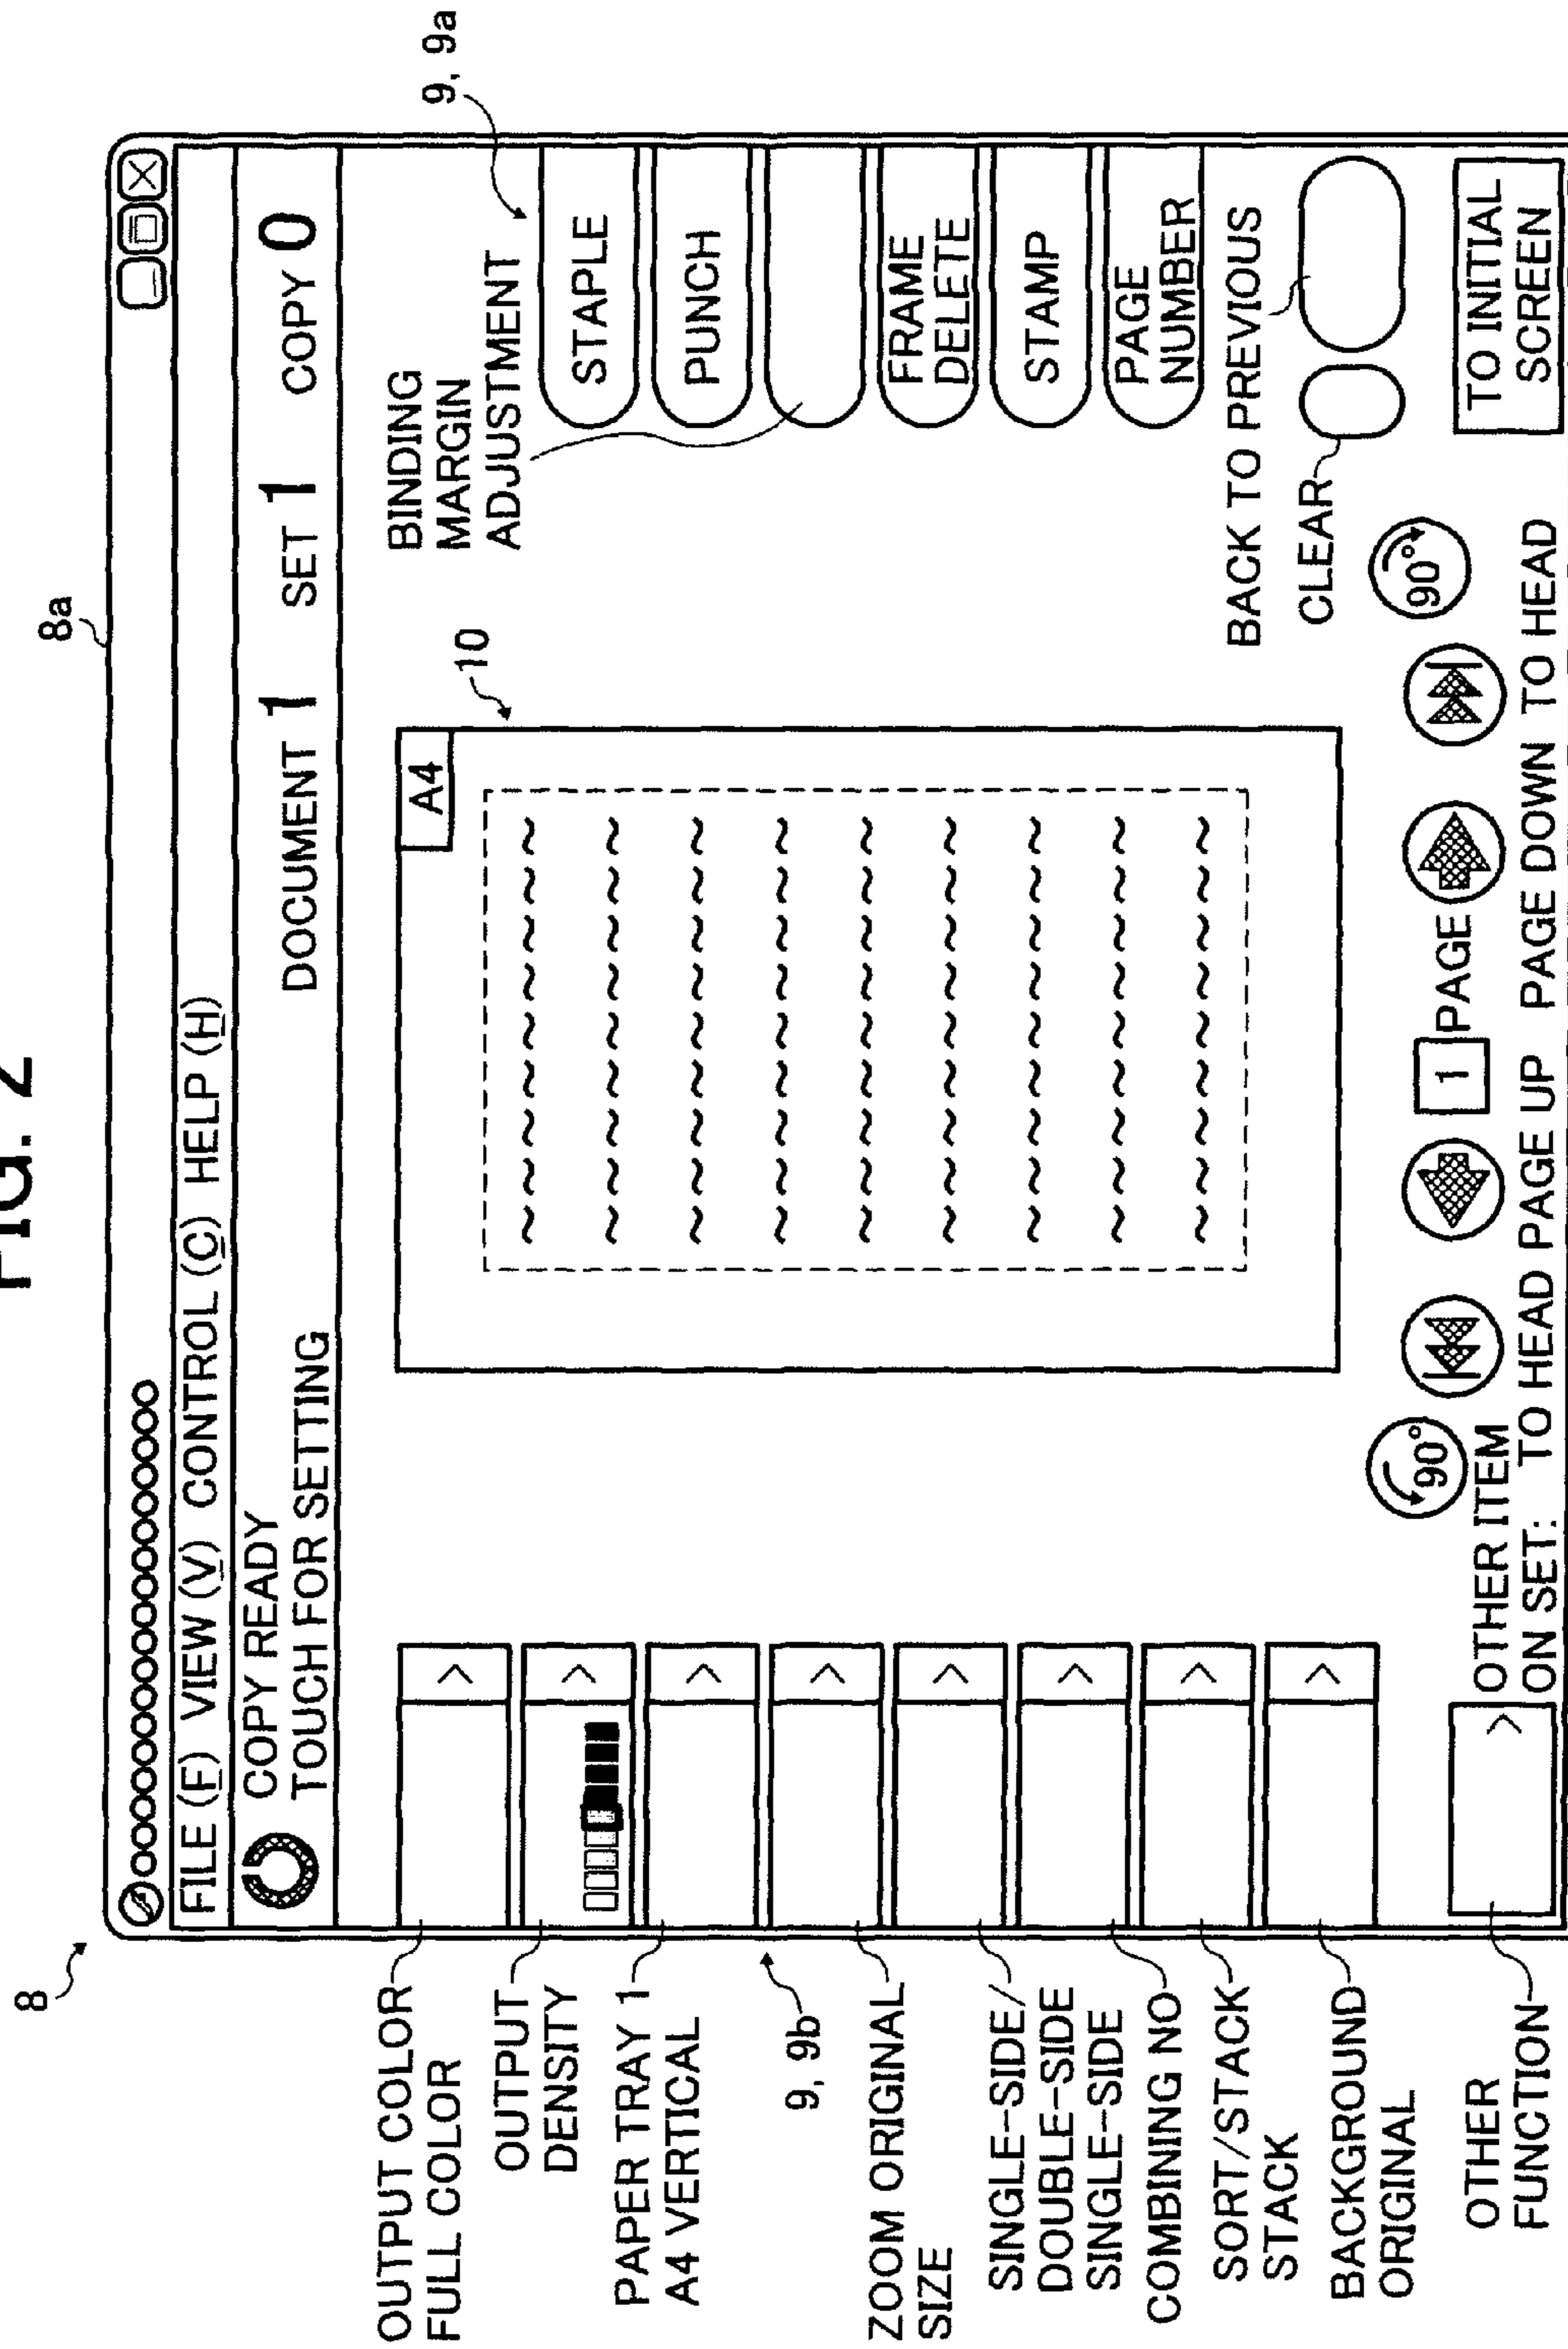 FIG. 2
8
8a
○○○○○○○○○○○○○○○○○○
FILE (F) VIEW (V) CONTROL (C) HELP (H)
COPY READY
TOUCH FOR SETTING
DOCUMENT 1 SET 1 COPY 0
OUTPUT COLOR
FULL COLOR
OUTPUT
DENSITY
PAPER TRAY 1
A4 VERTICAL
9, 9b
ZOOM ORIGINAL
SIZE
SINGLE-SIDE/
DOUBLE-SIDE
SINGLE-SIDE
COMBINING NO
SORT/STACK
STACK
BACKGROUND
ORIGINAL
OTHER
FUNCTION
A4
10
BINDING
MARGIN
ADJUSTMENT
9, 9a
STAPLE
PUNCH
FRAME
DELETE
STAMP
PAGE
NUMBER
BACK TO PREVIOUS
CLEAR
90°
1 PAGE
90°
OTHER ITEM
ON SET: TO HEAD PAGE UP PAGE DOWN TO HEAD
TO INITIAL
SCREEN